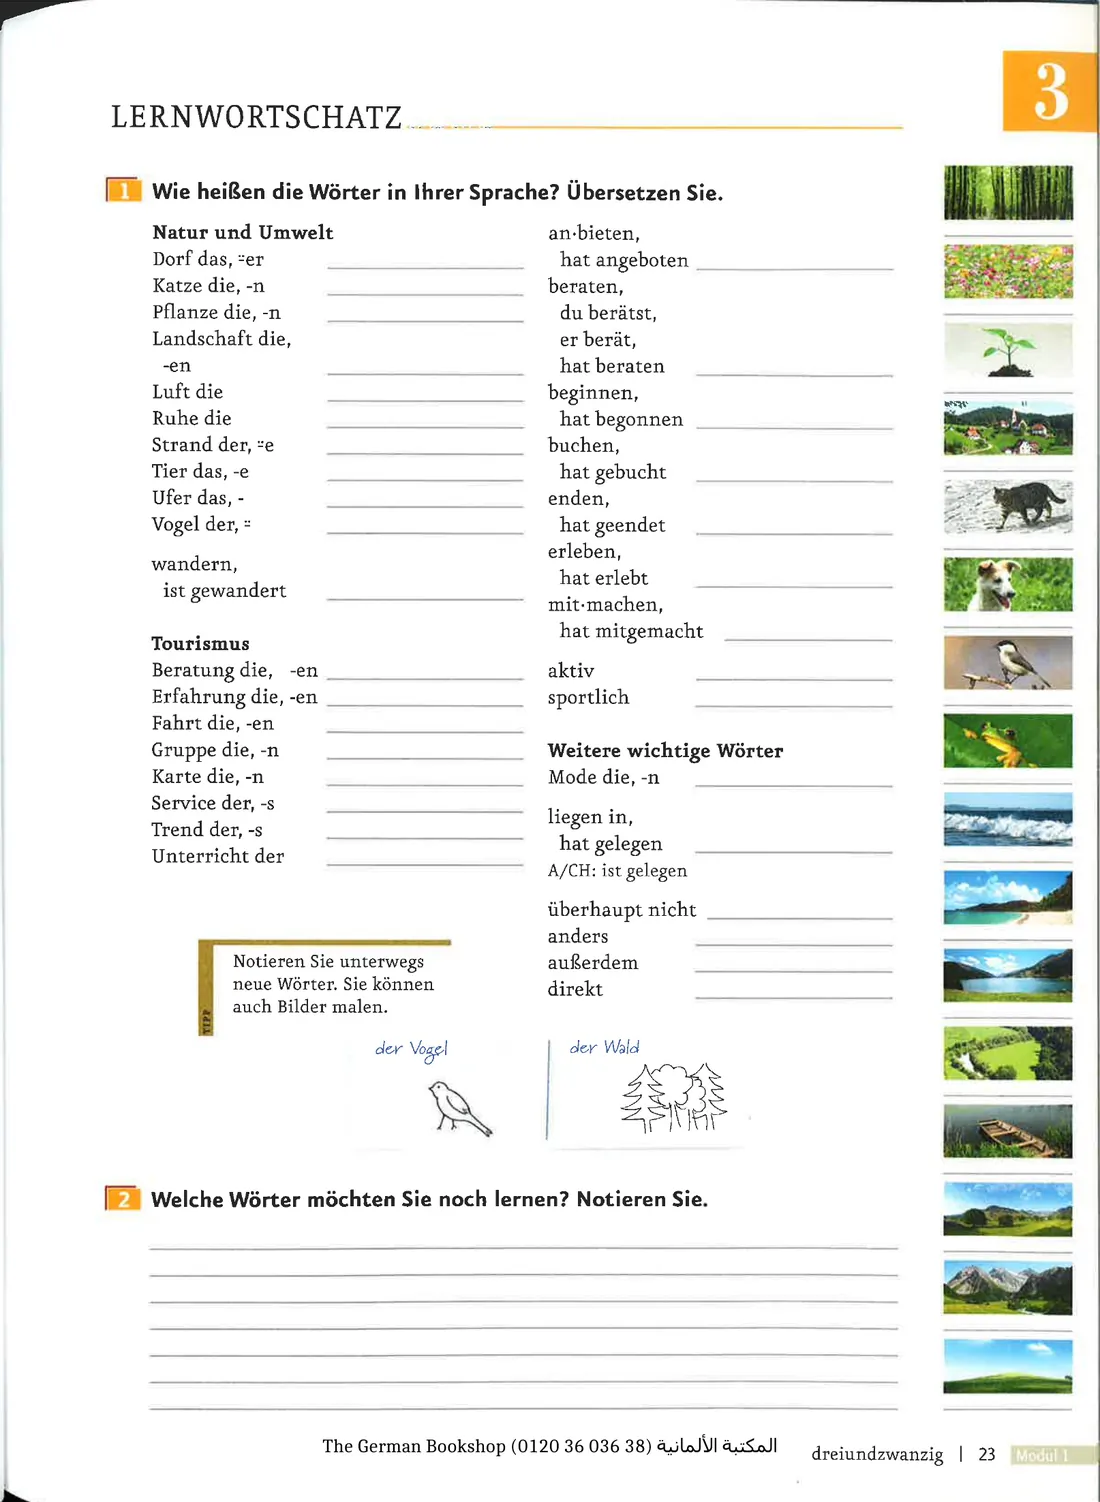 3
LERNWORTSCHATZ
1 Wie heißen die Wörter in Ihrer Sprache? Übersetzen Sie.
Natur und Umwelt
Dorf das, ⸚er
Katze die, -n
Pflanze die, -n
Landschaft die,
-en
Luft die
Ruhe die
Strand der, ⸚e
Tier das, -e
Ufer das, -
Vogel der, ⸚
wandern,
ist gewandert
Tourismus
Beratung die, -en
Erfahrung die, -en
Fahrt die, -en
Gruppe die, -n
Karte die, -n
Service der, -s
Trend der, -s
Unterricht der
an·bieten,
hat angeboten
beraten,
du berätst,
er berät,
hat beraten
beginnen,
hat begonnen
buchen,
hat gebucht
enden,
hat geendet
erleben,
hat erlebt
mit·machen,
hat mitgemacht
aktiv
sportlich
Weitere wichtige Wörter
Mode die, -n
liegen in,
hat gelegen
A/CH: ist gelegen
überhaupt nicht
anders
außerdem
direkt
TIPP
Notieren Sie unterwegs
neue Wörter. Sie können
auch Bilder malen.
der Vogel
der Wald
2 Welche Wörter möchten Sie noch lernen? Notieren Sie.
The German Bookshop (0120 36 036 38) المكتبة الألمانية
dreiundzwanzig | 23 Modul 1